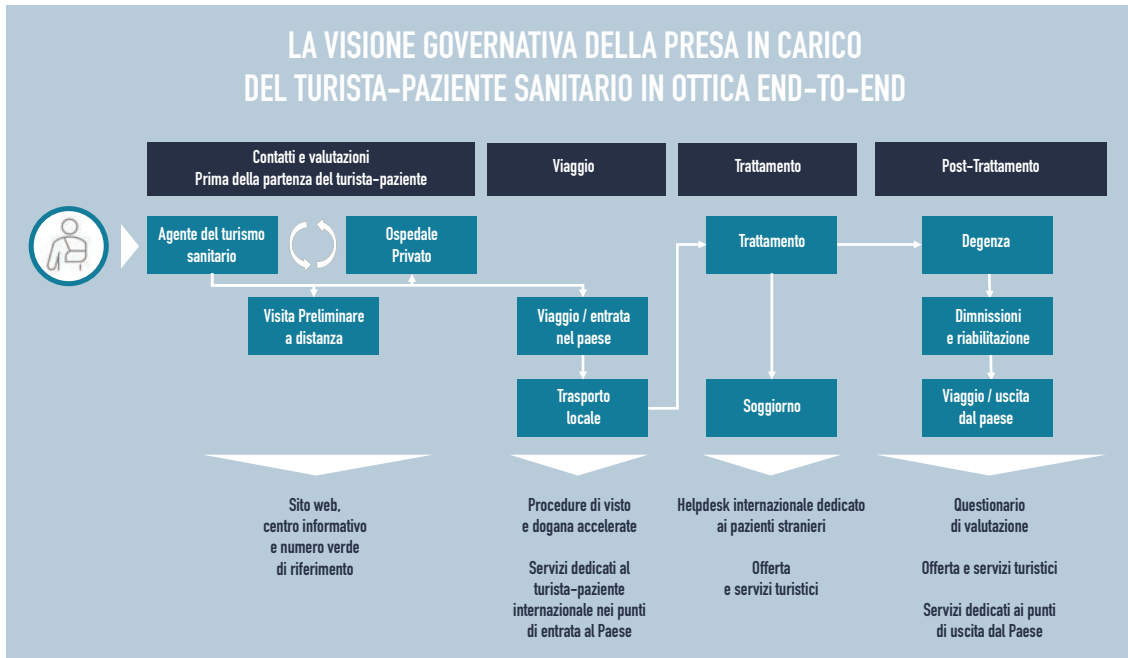 LA VISIONE GOVERNATIVA DELLA PRESA IN CARICO
DEL TURISTA-PAZIENTE SANITARIO IN OTTICA END-TO-END
Contatti e valutazioni
Prima della partenza del turista-paziente
Viaggio
Trattamento
Post-Trattamento
Agente del turismo
sanitario
Ospedale
Privato
Trattamento
Degenza
Visita Preliminare
a distanza
Viaggio / entrata
nel paese
Dimnissioni
e riabilitazione
Trasporto
locale
Soggiorno
Viaggio / uscita
dal paese
Sito web,
centro informativo
e numero verde
di riferimento
Procedure di visto
e dogana accelerate
Servizi dedicati al
turista-paziente
internazionale nei punti
di entrata al Paese
Helpdesk internazionale dedicato
ai pazienti stranieri
Offerta
e servizi turistici
Questionario
di valutazione
Offerta e servizi turistici
Servizi dedicati ai punti
di uscita dal Paese